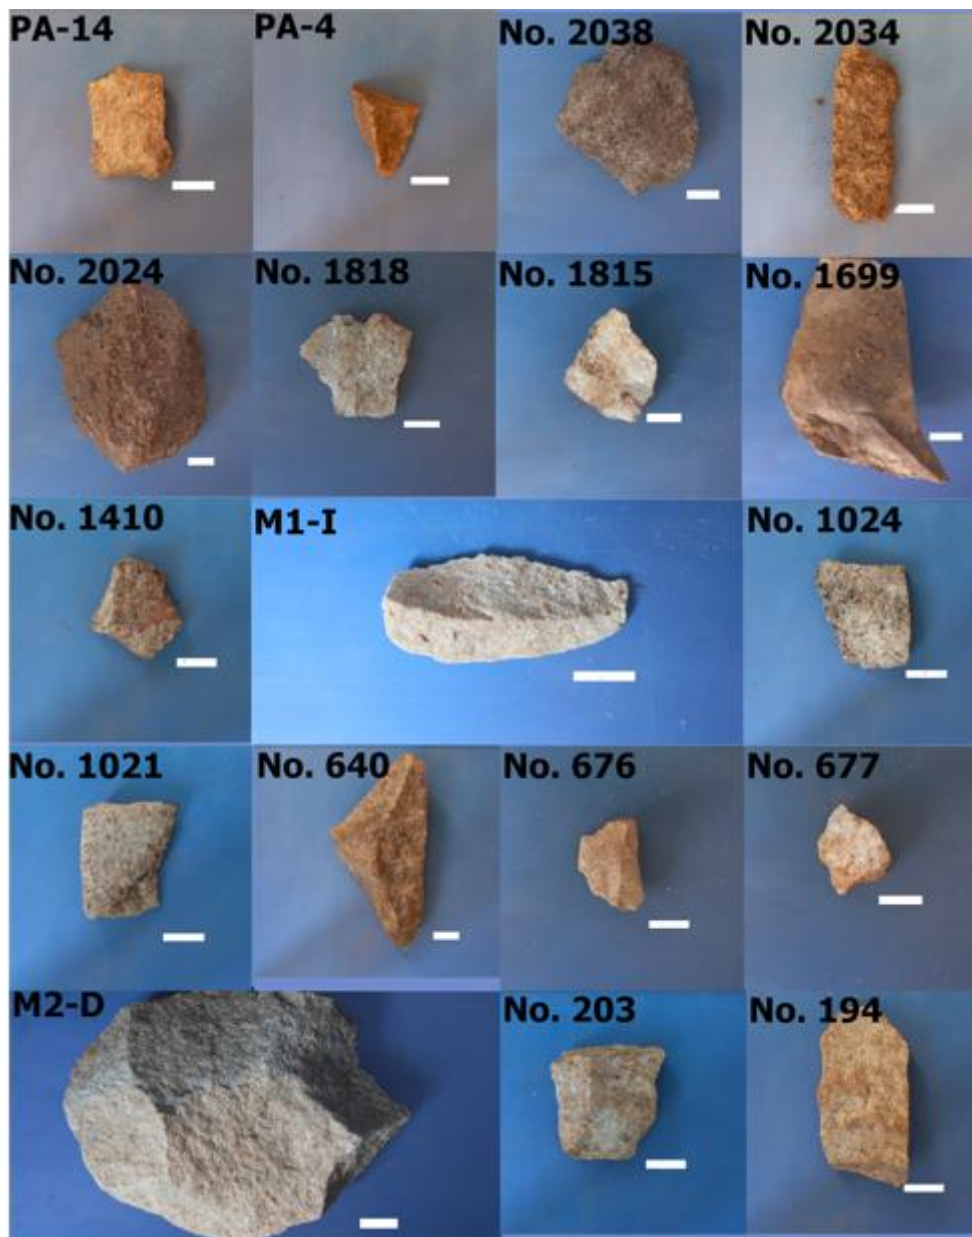 PA-14
PA-4
No. 2038
No. 2034
No. 2024
No. 1818
No. 1815
No. 1699
No. 1410
M1-I
No. 1024
No. 1021
No. 640
No. 676
No. 677
M2-D
No. 203
No. 194